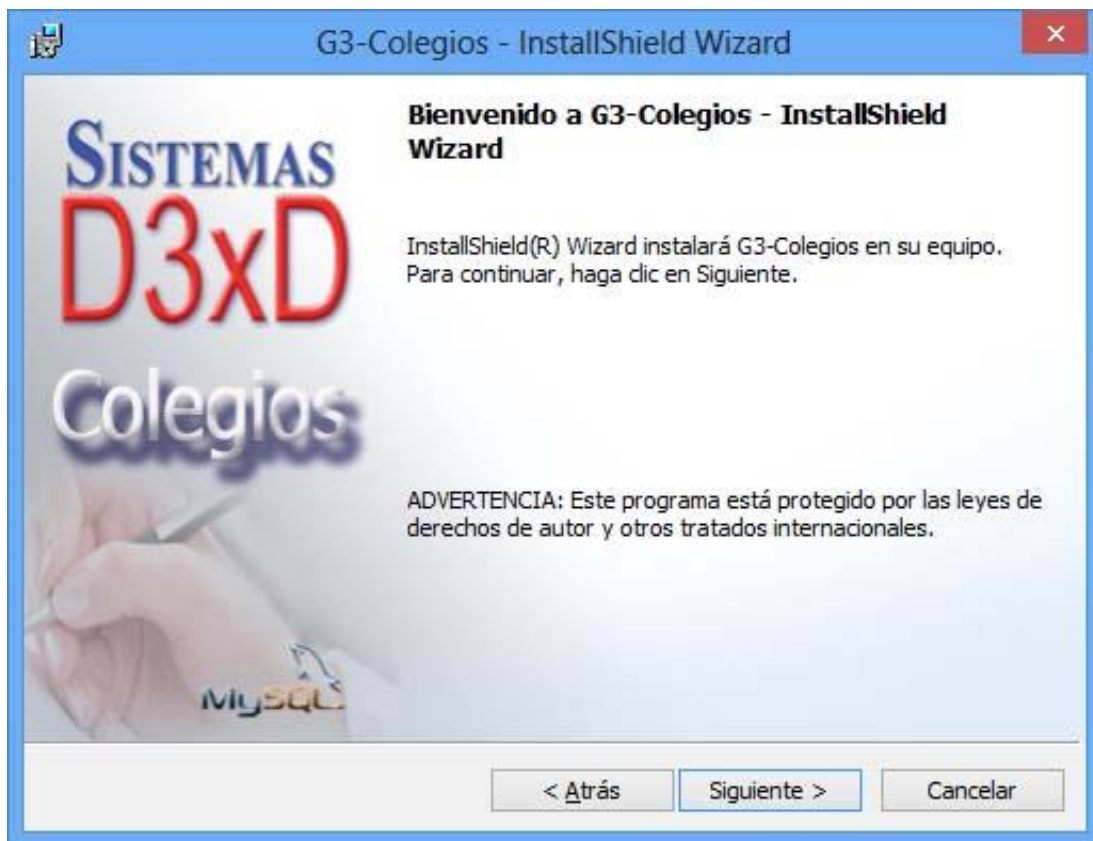 G3-Colegios - InstallShield Wizard
SISTEMAS
D3xD
Colegios
MySQL
Bienvenido a G3-Colegios - InstallShield
Wizard
InstallShield(R) Wizard instalará G3-Colegios en su equipo.
Para continuar, haga clic en Siguiente.
ADVERTENCIA: Este programa está protegido por las leyes de
derechos de autor y otros tratados internacionales.
< Atrás
Siguiente >
Cancelar